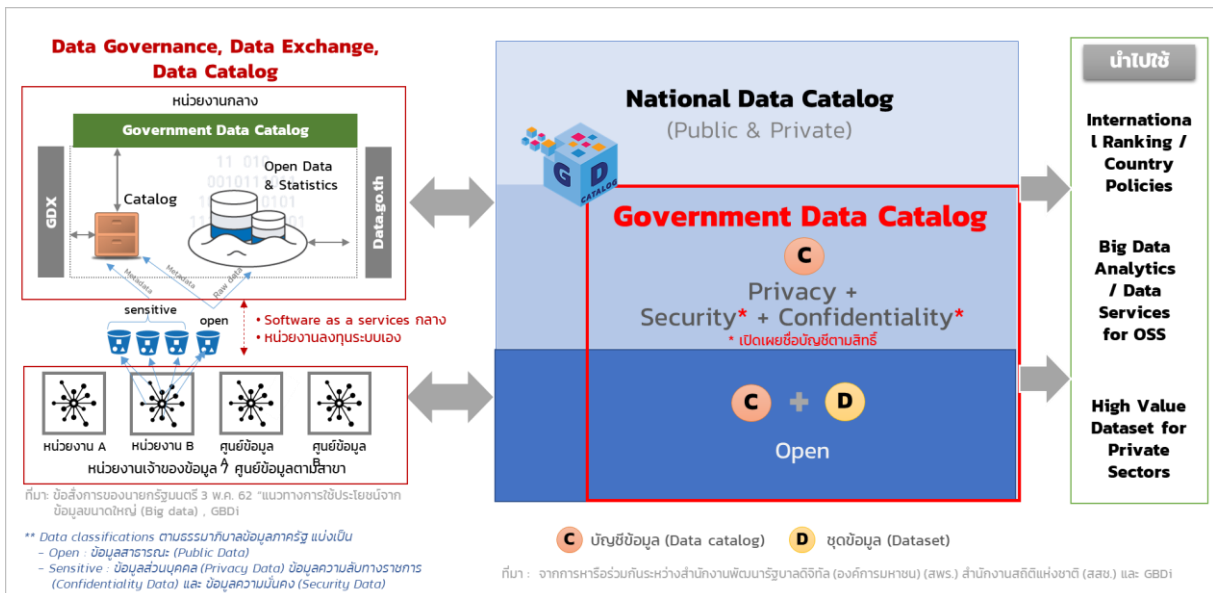 Data Governance, Data Exchange,
Data Catalog
หน่วยงานกลาง
Government Data Catalog
GDX
Catalog
Open Data
& Statistics
Data.go.th
Metadata
Metadata
Raw data
sensitive
open
• Software as a services กลาง
• หน่วยงานลงทุนระบบเอง
หน่วยงาน A
หน่วยงาน B
ศูนย์ข้อมูล
A
ศูนย์ข้อมูล
B
หน่วยงานเจ้าของข้อมูล / ศูนย์ข้อมูลตามสาขา
ที่มา: ข้อสั่งการของนายกรัฐมนตรี 3 พ.ค. 62 "แนวทางการใช้ประโยชน์จาก
ข้อมูลขนาดใหญ่ (Big data) , GBDi
** Data classifications ตามธรรมาภิบาลข้อมูลภาครัฐ แบ่งเป็น
- Open : ข้อมูลสาธารณะ (Public Data)
- Sensitive : ข้อมูลส่วนบุคคล (Privacy Data) ข้อมูลความลับทางราชการ
(Confidentiality Data) และ ข้อมูลความมั่นคง (Security Data)
National Data Catalog
(Public & Private)
G D
CATALOG
Government Data Catalog
C
Privacy +
Security* + Confidentiality*
* เปิดเผยชื่อบัญชีตามสิทธิ์
C + D
Open
C บัญชีข้อมูล (Data catalog) D ชุดข้อมูล (Dataset)
ที่มา : จากการหารือร่วมกันระหว่างสำนักงานพัฒนารัฐบาลดิจิทัล (องค์การมหาชน) (สพร.) สำนักงานสถิติแห่งชาติ (สสช.) และ GBDi
นำไปใช้
Internationa
l Ranking /
Country
Policies
Big Data
Analytics
/ Data
Services
for OSS
High Value
Dataset for
Private
Sectors